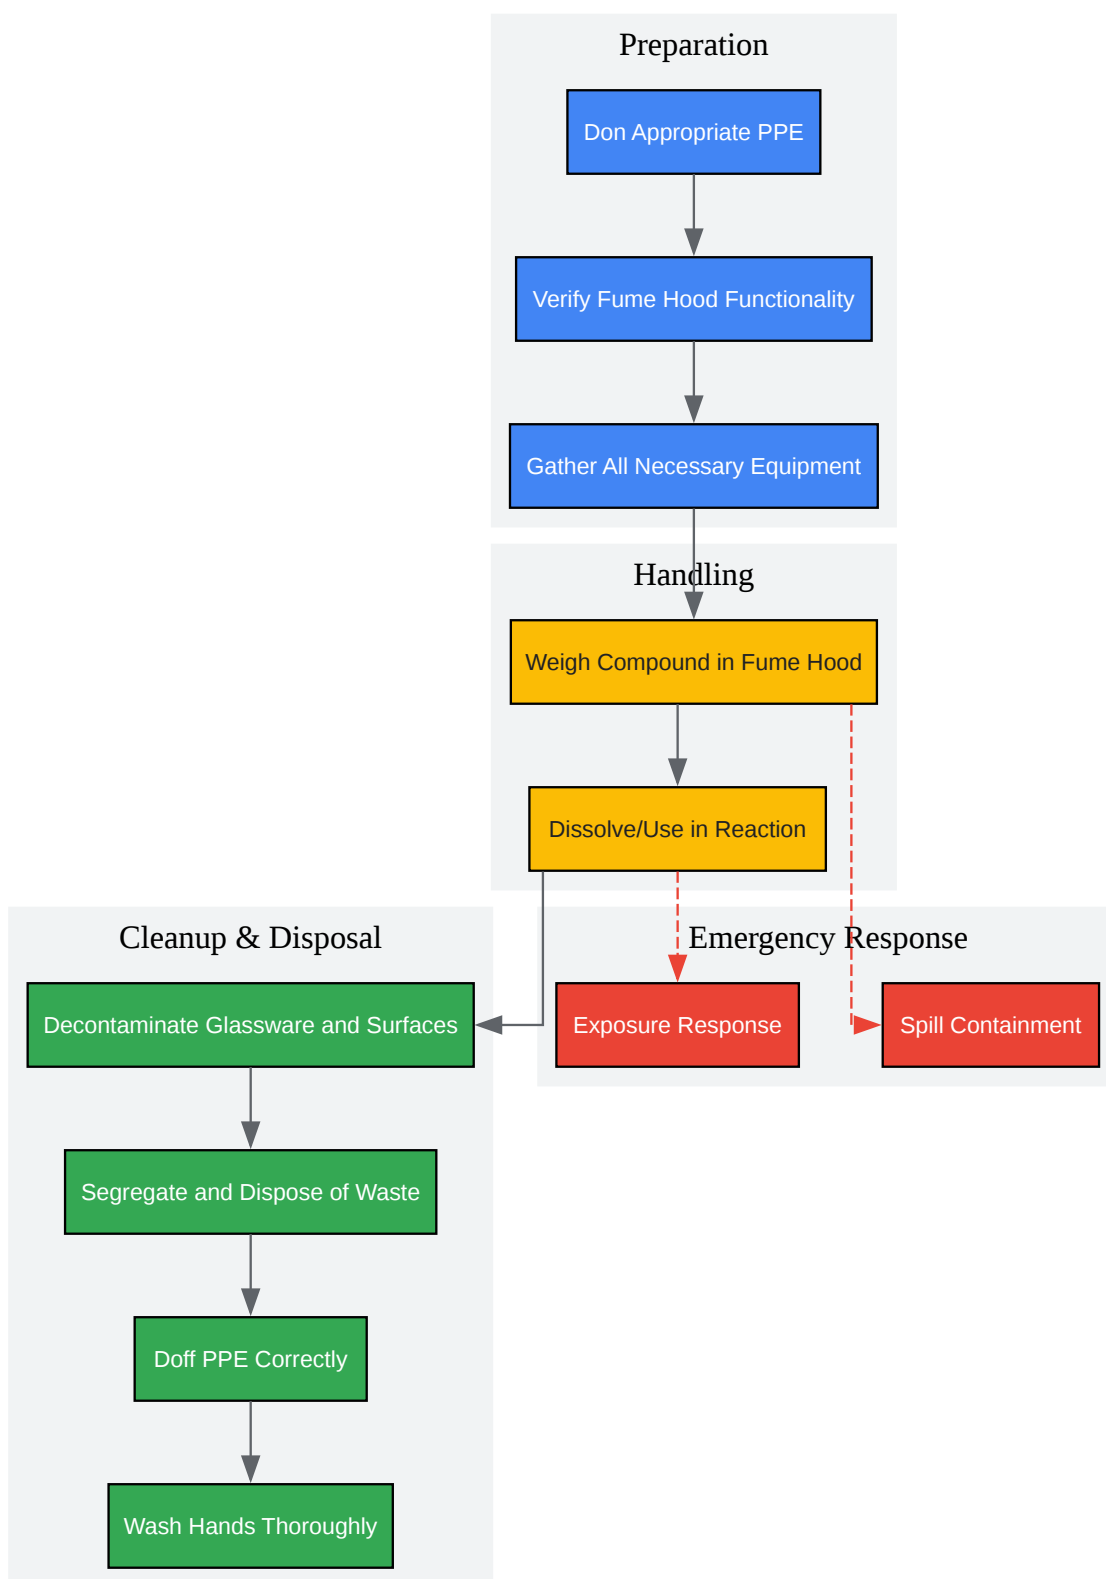 Preparation
Don Appropriate PPE
Verify Fume Hood Functionality
Gather All Necessary Equipment
Handling
Weigh Compound in Fume Hood
Dissolve/Use in Reaction
Cleanup & Disposal
Decontaminate Glassware and Surfaces
Segregate and Dispose of Waste
Doff PPE Correctly
Wash Hands Thoroughly
Emergency Response
Exposure Response
Spill Containment